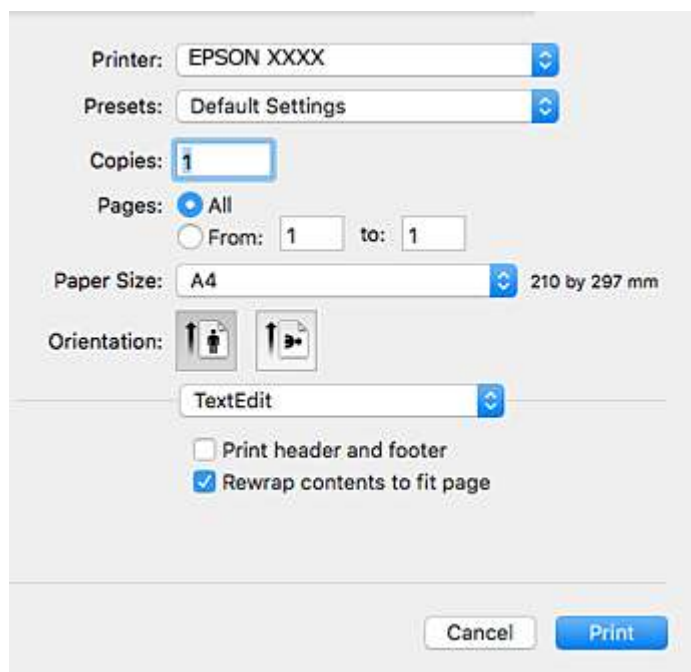 Printer: EPSON XXXX
Presets: Default Settings
Copies: 1
Pages: All
From: 1 to: 1
Paper Size: A4 210 by 297 mm
Orientation:
TextEdit
Print header and footer
Rewrap contents to fit page
Cancel Print